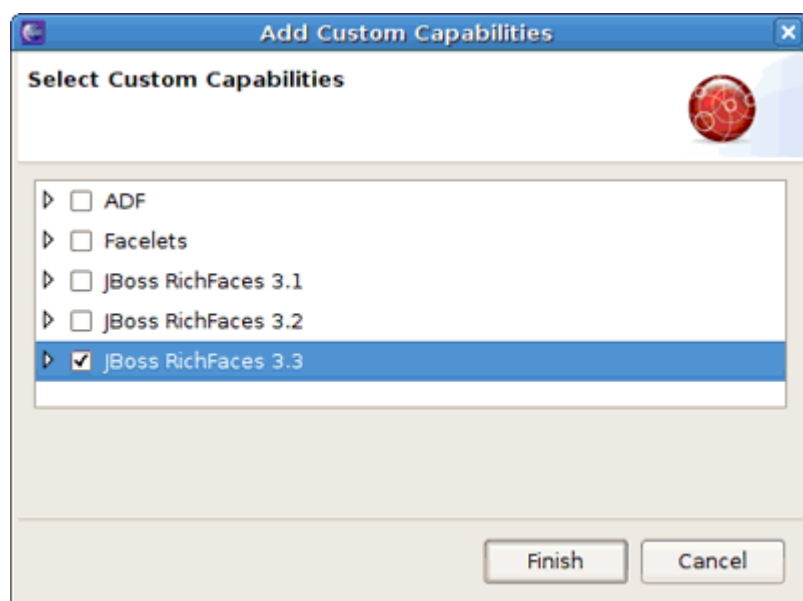 Add Custom Capabilities
Select Custom Capabilities
ADF
Facelets
JBoss RichFaces 3.1
JBoss RichFaces 3.2
JBoss RichFaces 3.3
Finish Cancel